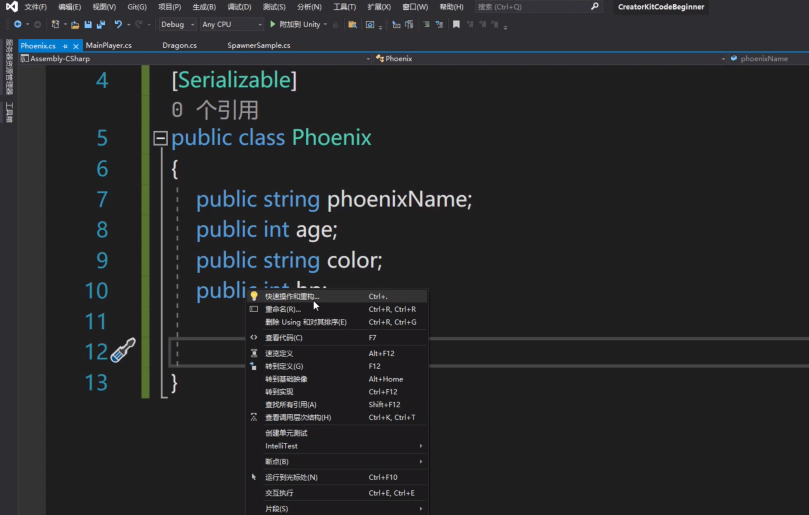 文件(F) 编辑(E) 视图(V) Git(G) 项目(P) 生成(B) 调试(D) 测试(S) 分析(N) 工具(T) 扩展(X) 窗口(W) 帮助(H) 搜索 (Ctrl+Q) CreatorKitCodeBeginner
Debug Any CPU 附加到 Unity
Phoenix.cs MainPlayer.cs Dragon.cs SpawnerSample.cs
Assembly-CSharp Phoenix phoenixName
工具箱
4 [Serializable]
0 个引用
5 public class Phoenix
6 {
7 public string phoenixName;
8 public int age;
9 public string color;
10 public int hp;
11
12
13 }
快速操作和重构... Ctrl+.
重命名(R)... Ctrl+R, Ctrl+R
删除 Using 和对其排序(E) Ctrl+R, Ctrl+G
查看代码(C) F7
速览定义 Alt+F12
转到定义(G) F12
转到基础映像 Alt+Home
转到实现 Ctrl+F12
查找所有引用(A) Shift+F12
查看调用层次结构(H) Ctrl+K, Ctrl+T
创建单元测试
IntelliTest
断点(B)
运行到光标处(N) Ctrl+F10
交互执行 Ctrl+E, Ctrl+E
片段(S)